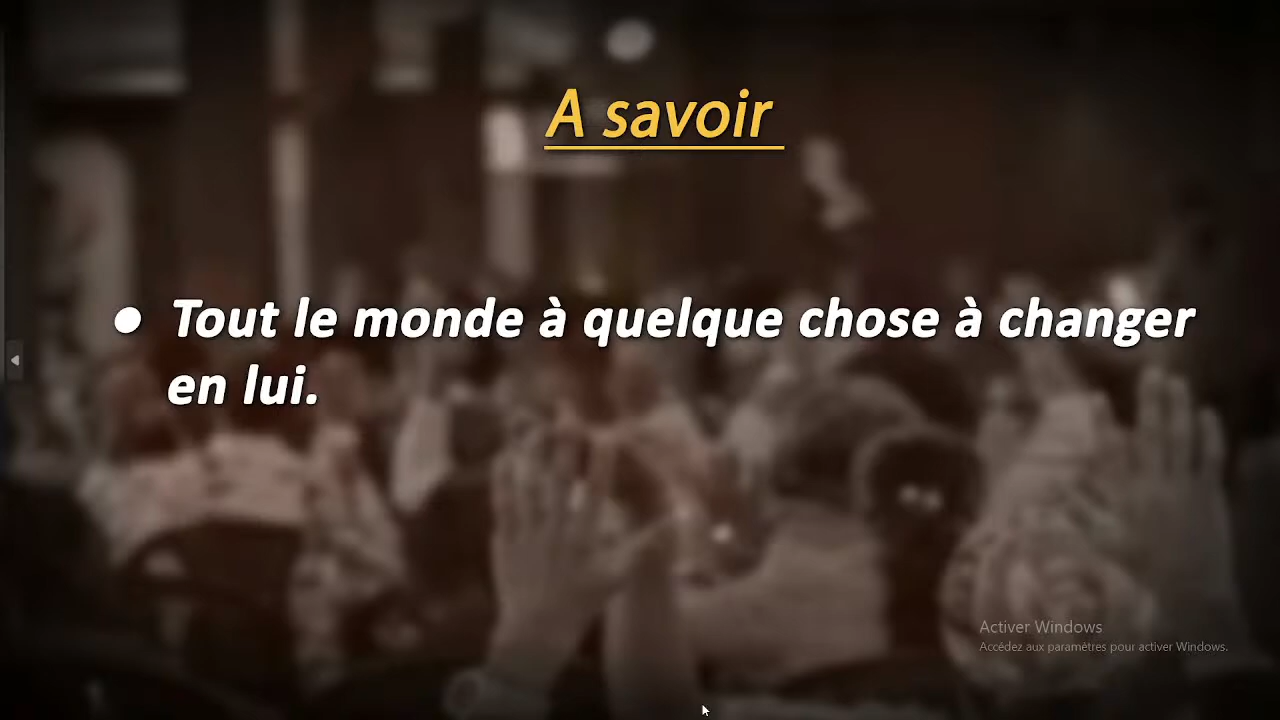 A savoir
• Tout le monde à quelque chose à changer
en lui.
Activer Windows
Accédez aux paramètres pour activer Windows.